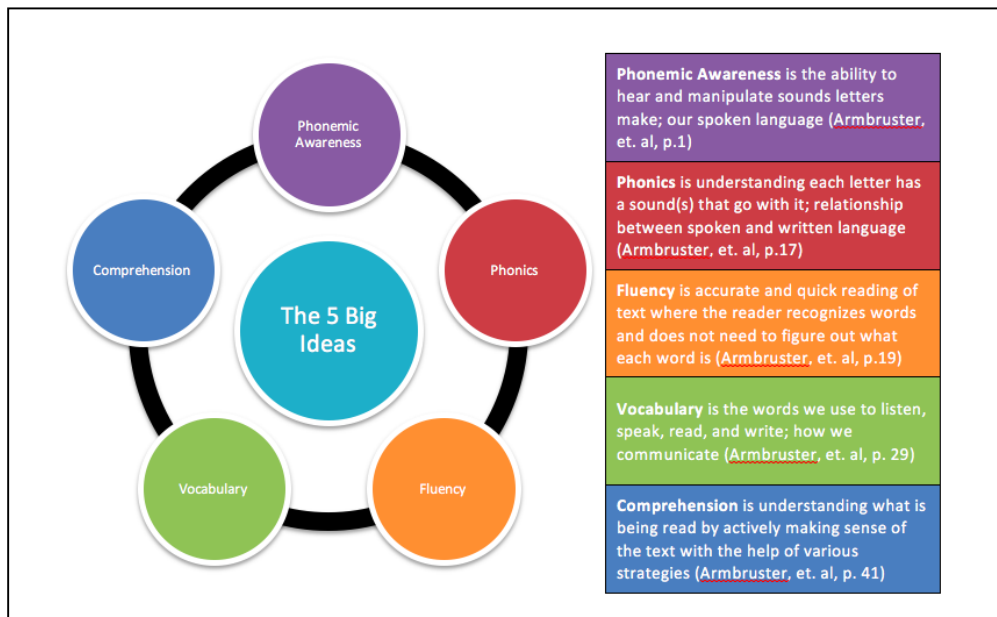 Phonemic
Awareness
Comprehension
Phonics
The 5 Big
Ideas
Vocabulary
Fluency
Phonemic Awareness is the ability to
hear and manipulate sounds letters
make; our spoken language (Armbruster,
et. al, p.1)
Phonics is understanding each letter has
a sound(s) that go with it; relationship
between spoken and written language
(Armbruster, et. al, p.17)
Fluency is accurate and quick reading of
text where the reader recognizes words
and does not need to figure out what
each word is (Armbruster, et. al, p.19)
Vocabulary is the words we use to listen,
speak, read, and write; how we
communicate (Armbruster, et. al, p. 29)
Comprehension is understanding what is
being read by actively making sense of
the text with the help of various
strategies (Armbruster, et. al, p. 41)